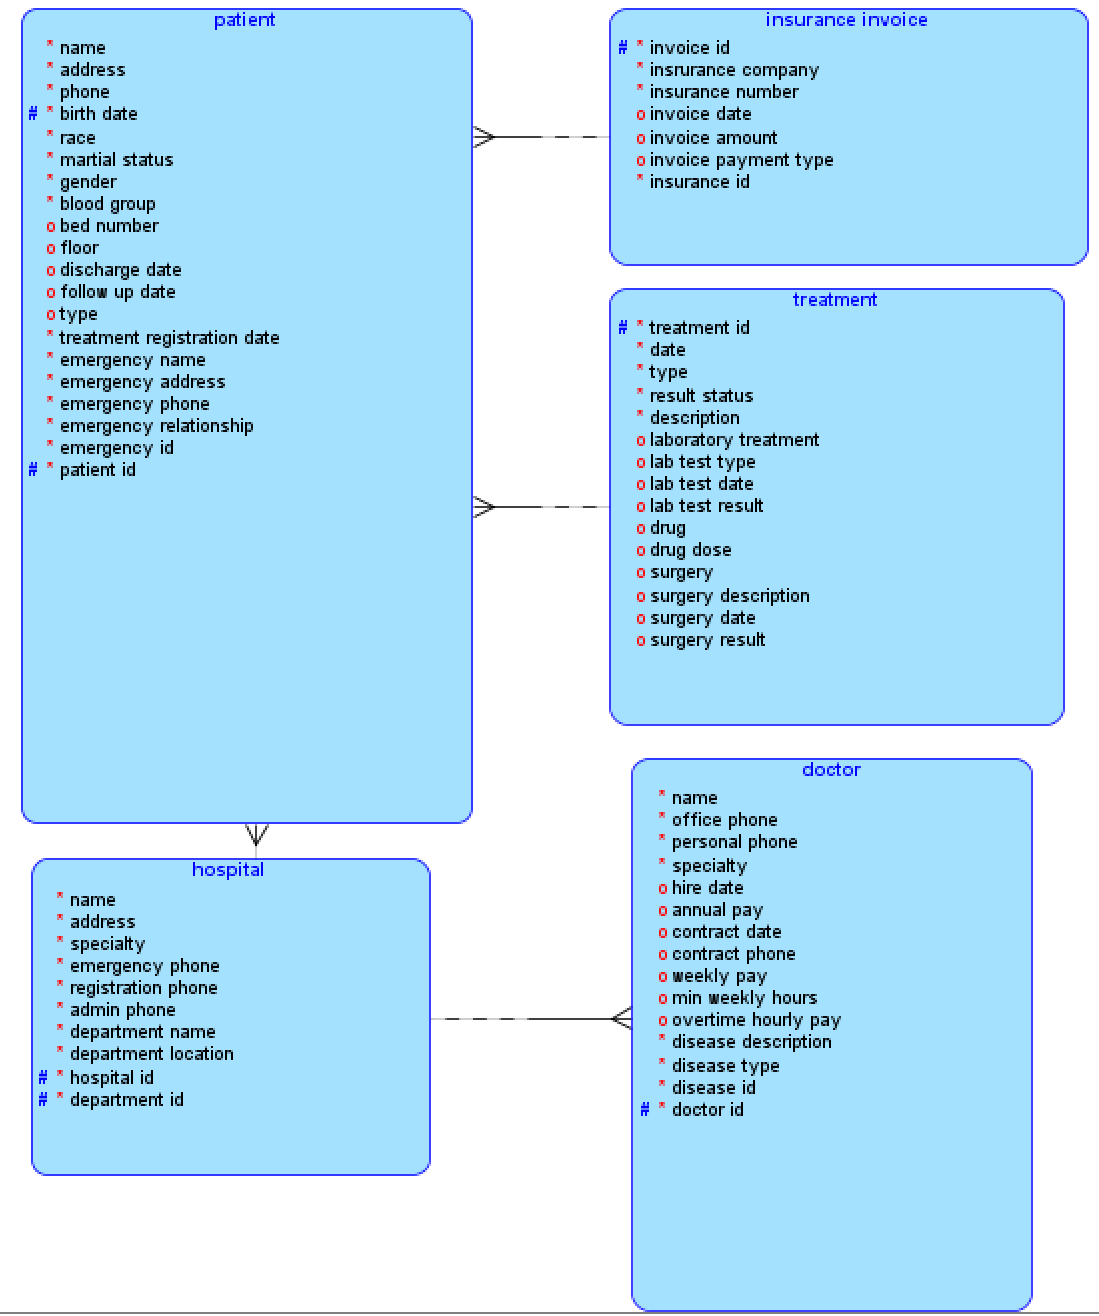 patient
* name
* address
* phone
# * birth date
* race
* martial status
* gender
* blood group
o bed number
o floor
o discharge date
o follow up date
o type
* treatment registration date
* emergency name
* emergency address
* emergency phone
* emergency relationship
* emergency id
# * patient id
insurance invoice
# * invoice id
* insrurance company
* insurance number
o invoice date
o invoice amount
o invoice payment type
* insurance id
treatment
# * treatment id
* date
* type
* result status
* description
o laboratory treatment
o lab test type
o lab test date
o lab test result
o drug
o drug dose
o surgery
o surgery description
o surgery date
o surgery result
hospital
* name
* address
* specialty
* emergency phone
* registration phone
* admin phone
* department name
* department location
# * hospital id
# * department id
doctor
* name
* office phone
* personal phone
* specialty
o hire date
o annual pay
o contract date
o contract phone
o weekly pay
o min weekly hours
o overtime hourly pay
* disease description
* disease type
* disease id
# * doctor id